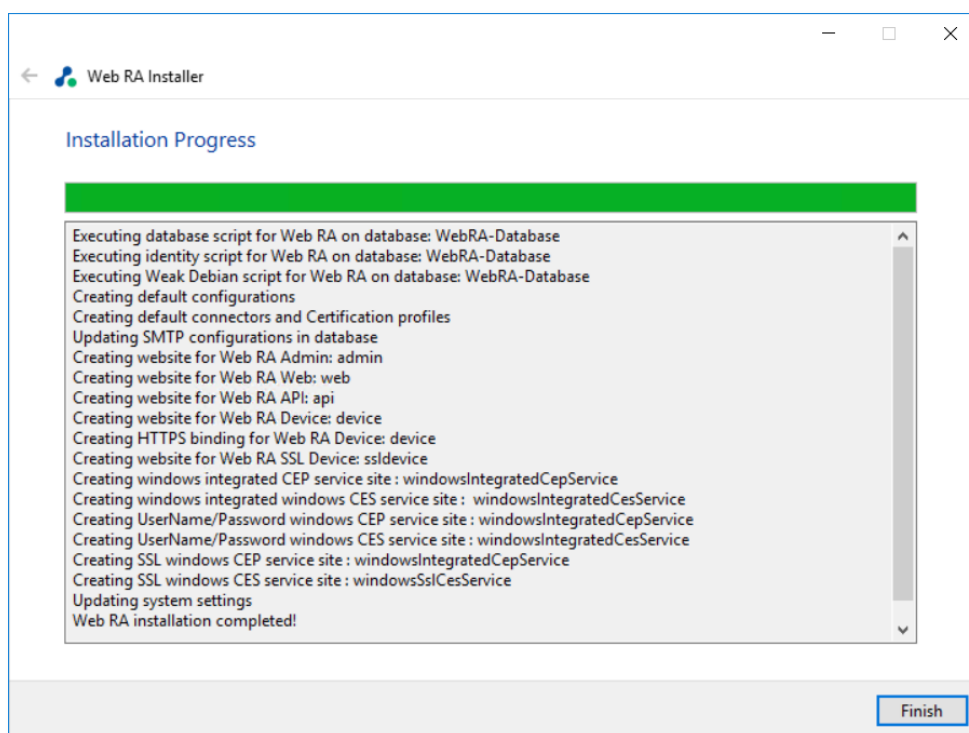 Web RA Installer
Installation Progress
Executing database script for Web RA on database: WebRA-Database
Executing identity script for Web RA on database: WebRA-Database
Executing Weak Debian script for Web RA on database: WebRA-Database
Creating default configurations
Creating default connectors and Certification profiles
Updating SMTP configurations in database
Creating website for Web RA Admin: admin
Creating website for Web RA Web: web
Creating website for Web RA API: api
Creating website for Web RA Device: device
Creating HTTPS binding for Web RA Device: device
Creating website for Web RA SSL Device: ssldevice
Creating windows integrated CEP service site : windowsIntegratedCepService
Creating windows integrated windows CES service site :  windowsIntegratedCesService
Creating UserName/Password windows CEP service site : windowsIntegratedCepService
Creating UserName/Password windows CES service site : windowsIntegratedCesService
Creating SSL windows CEP service site : windowsIntegratedCepService
Creating SSL windows CES service site : windowsSslCesService
Updating system settings
Web RA installation completed!
Finish